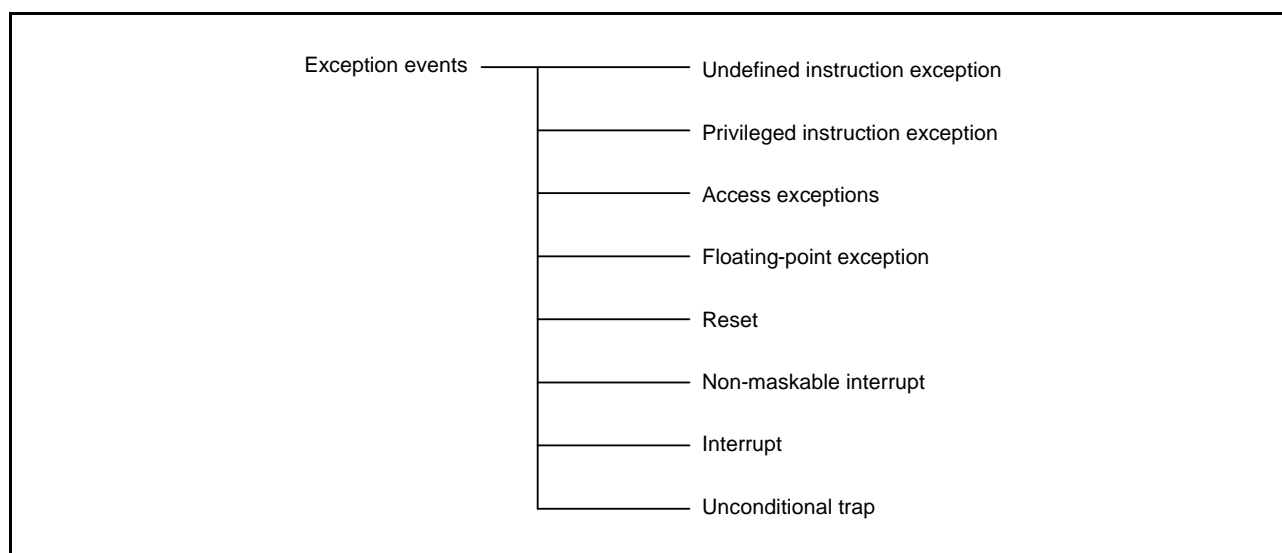 Exception events
Undefined instruction exception
Privileged instruction exception
Access exceptions
Floating-point exception
Reset
Non-maskable interrupt
Interrupt
Unconditional trap